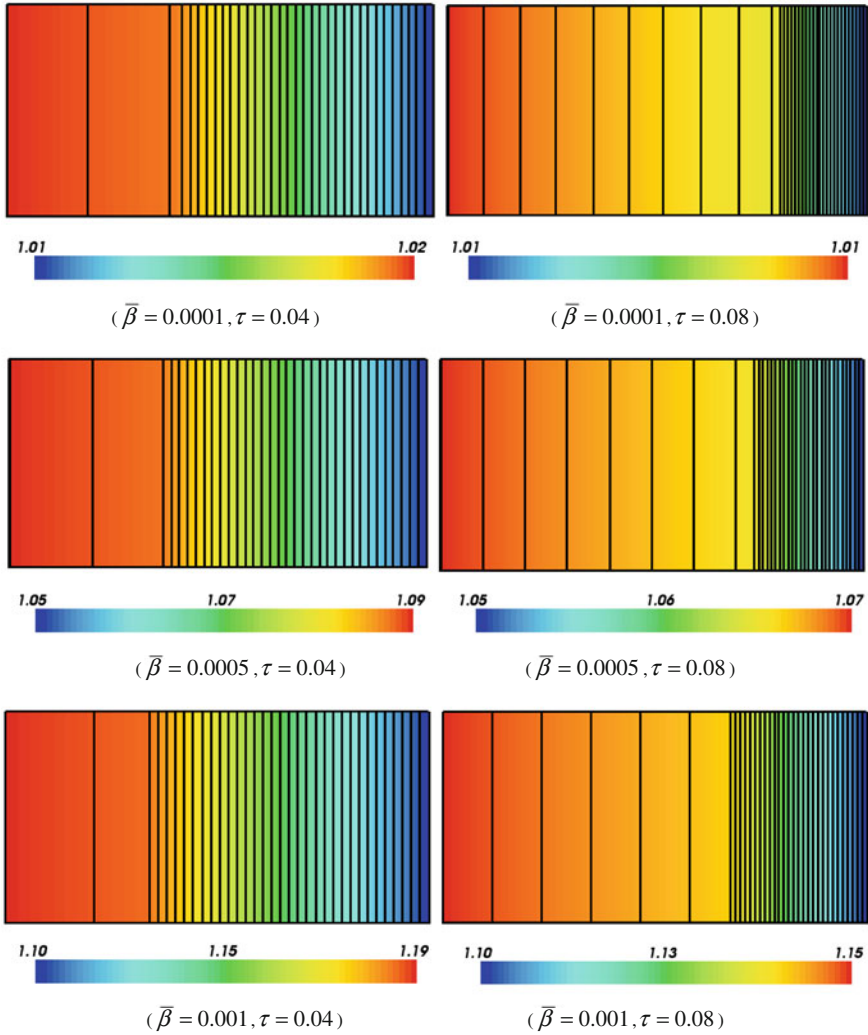 1.01 1.02 1.01 1.01
( β̅ = 0.0001 , τ = 0.04 ) ( β̅ = 0.0001 , τ = 0.08 )
1.05 1.07 1.09 1.05 1.06 1.07
( β̅ = 0.0005 , τ = 0.04 ) ( β̅ = 0.0005 , τ = 0.08 )
1.10 1.15 1.19 1.10 1.13 1.15
( β̅ = 0.001 , τ = 0.04 ) ( β̅ = 0.001 , τ = 0.08 )